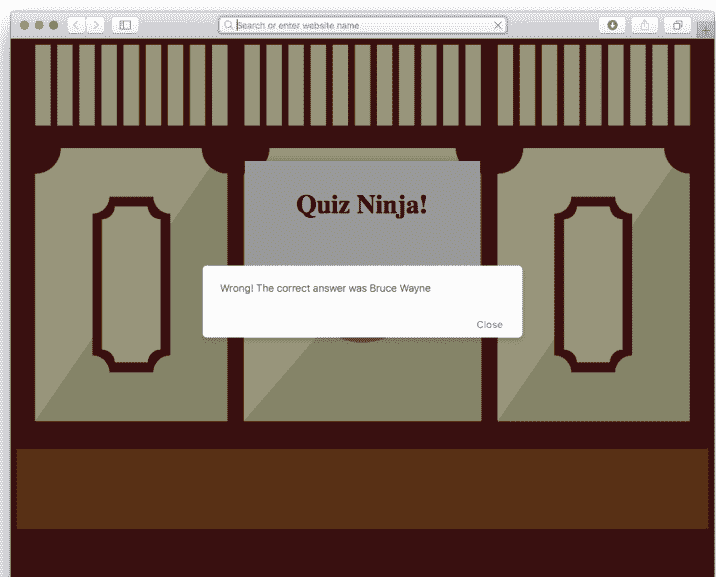 Search or enter website name
Quiz Ninja!
Wrong! The correct answer was Bruce Wayne
Close